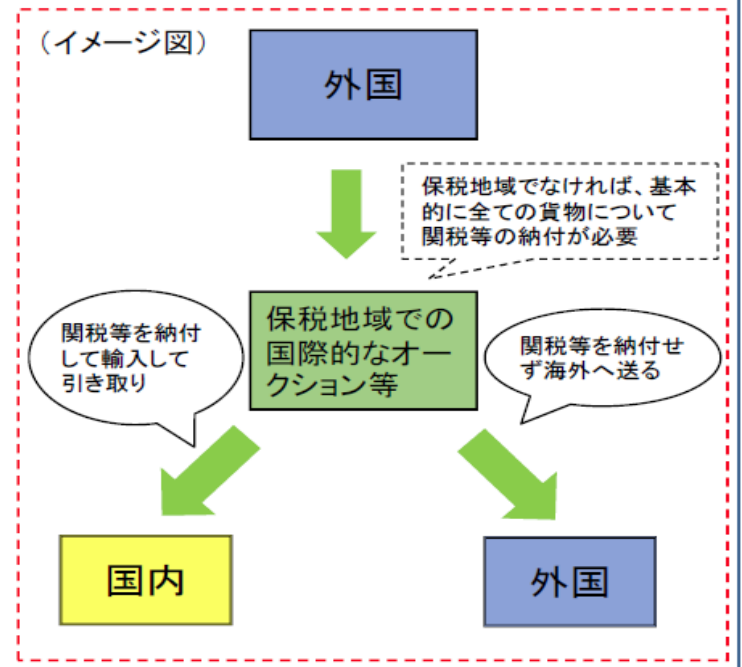 （イメージ図）
外国
保税地域でなければ、基本
的に全ての貨物について
関税等の納付が必要
保税地域での
国際的なオー
クション等
関税等を納付
して輸入して
引き取り
関税等を納付せ
ず海外へ送る
国内
外国